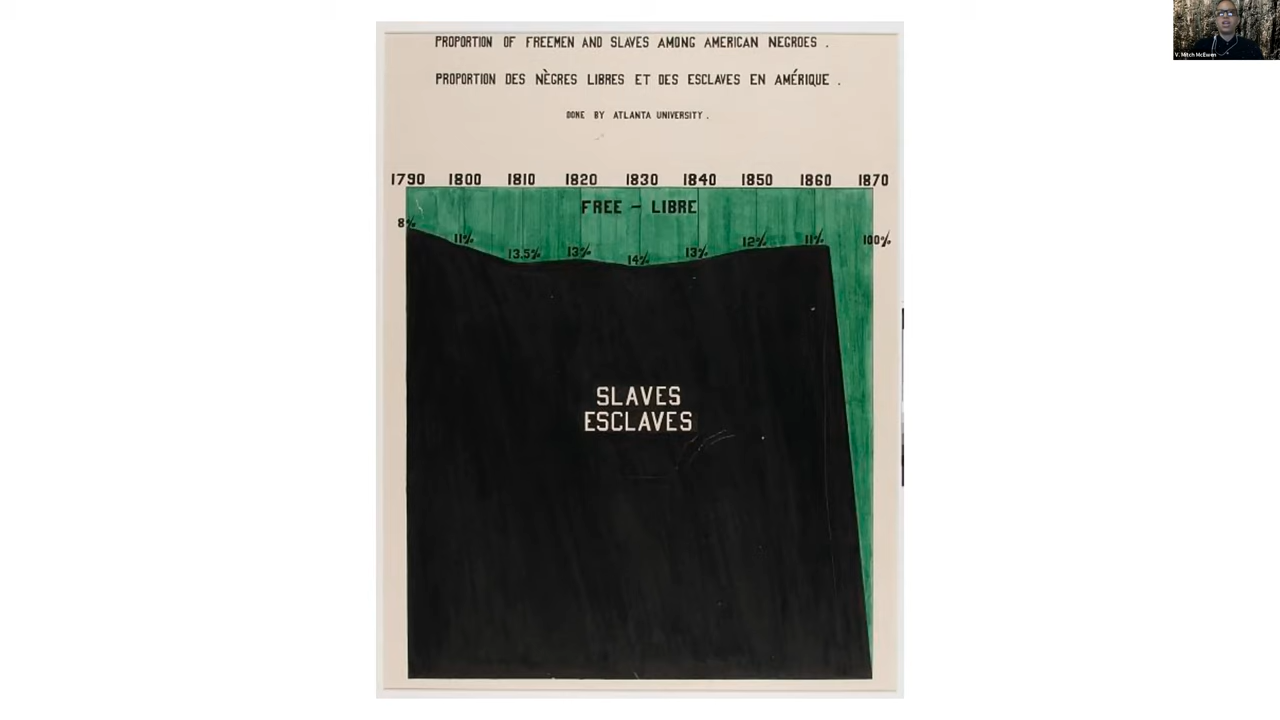 PROPORTION OF FREEMEN AND SLAVES AMONG AMERICAN NEGROES .
PROPORTION DES NÈGRES LIBRES ET DES ESCLAVES EN AMÉRIQUE .
DONE BY ATLANTA UNIVERSITY .
1790 1800 1810 1820 1830 1840 1850 1860 1870
FREE – LIBRE
8% 11% 13.5% 13% 14% 13% 12% 11% 100%
SLAVES
ESCLAVES
V. Mitch McEwen